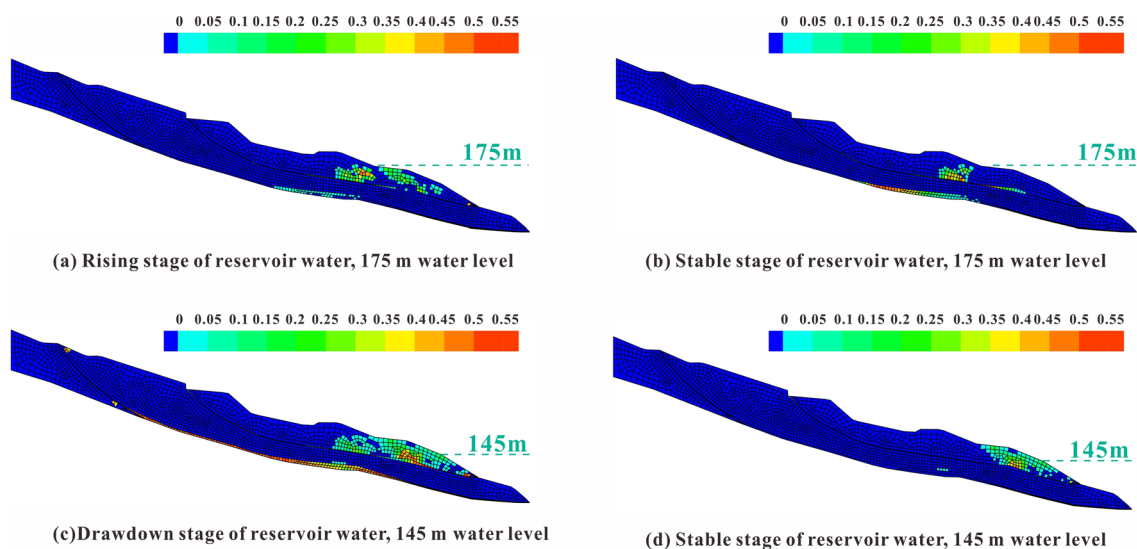 0 0.05 0.1 0.15 0.2 0.25 0.3 0.35 0.4 0.45 0.5 0.55
175m
(a) Rising stage of reservoir water, 175 m water level
0 0.05 0.1 0.15 0.2 0.25 0.3 0.35 0.4 0.45 0.5 0.55
175m
(b) Stable stage of reservoir water, 175 m water level
0 0.05 0.1 0.15 0.2 0.25 0.3 0.35 0.4 0.45 0.5 0.55
145m
(c)Drawdown stage of reservoir water, 145 m water level
0 0.05 0.1 0.15 0.2 0.25 0.3 0.35 0.4 0.45 0.5 0.55
145m
(d) Stable stage of reservoir water, 145 m water level